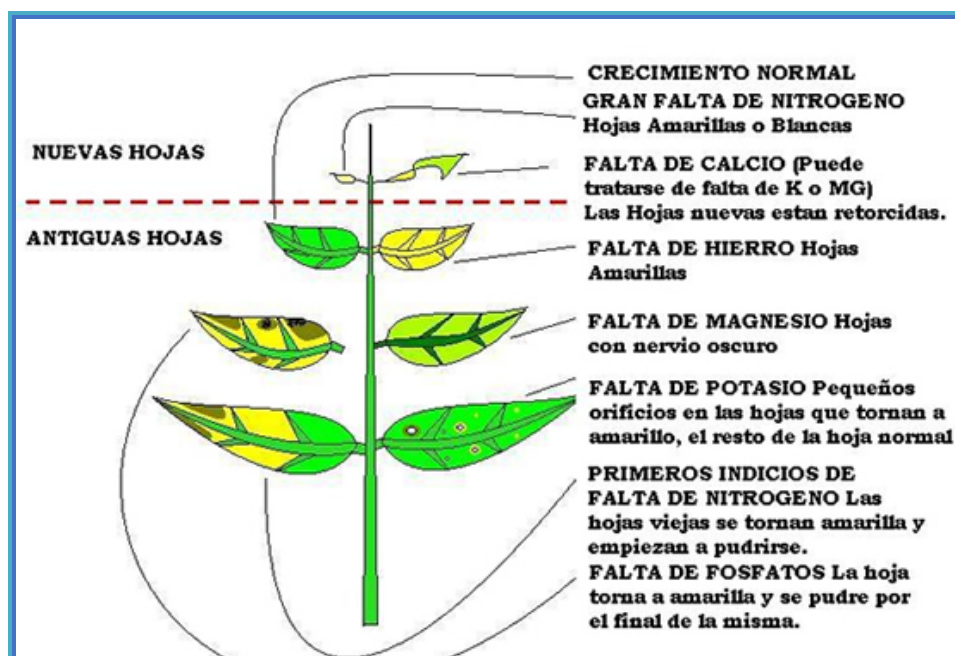 CRECIMIENTO NORMAL
GRAN FALTA DE NITROGENO
Hojas Amarillas o Blancas
NUEVAS HOJAS
FALTA DE CALCIO (Puede
tratarse de falta de K o MG)
Las Hojas nuevas estan retorcidas.
ANTIGUAS HOJAS
FALTA DE HIERRO Hojas
Amarillas
FALTA DE MAGNESIO Hojas
con nervio oscuro
FALTA DE POTASIO Pequeños
orificios en las hojas que tornan a
amarillo, el resto de la hoja normal
PRIMEROS INDICIOS DE
FALTA DE NITROGENO Las
hojas viejas se tornan amarilla y
empiezan a pudrirse.
FALTA DE FOSFATOS La hoja
torna a amarilla y se pudre por
el final de la misma.